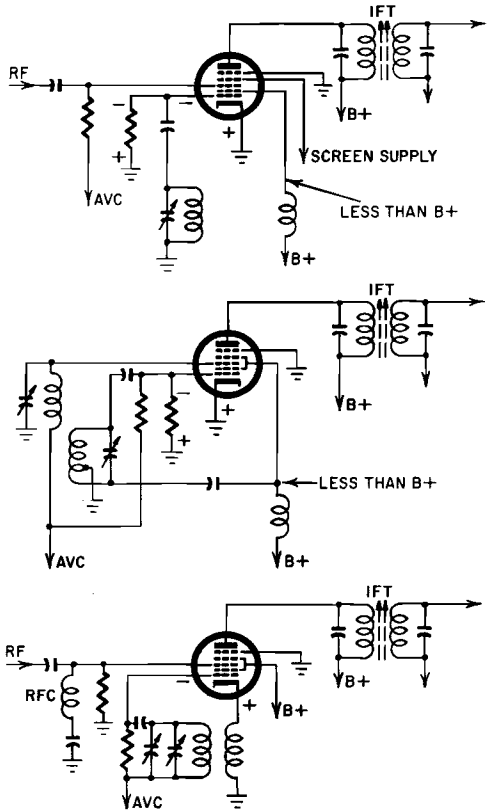 IFT
RF
−
−
+
+
B+
SCREEN SUPPLY
AVC
LESS THAN B+
B+
IFT
−
+
+
B+
LESS THAN B+
AVC
B+
IFT
RF
−
+
B+
B+
RFC
AVC